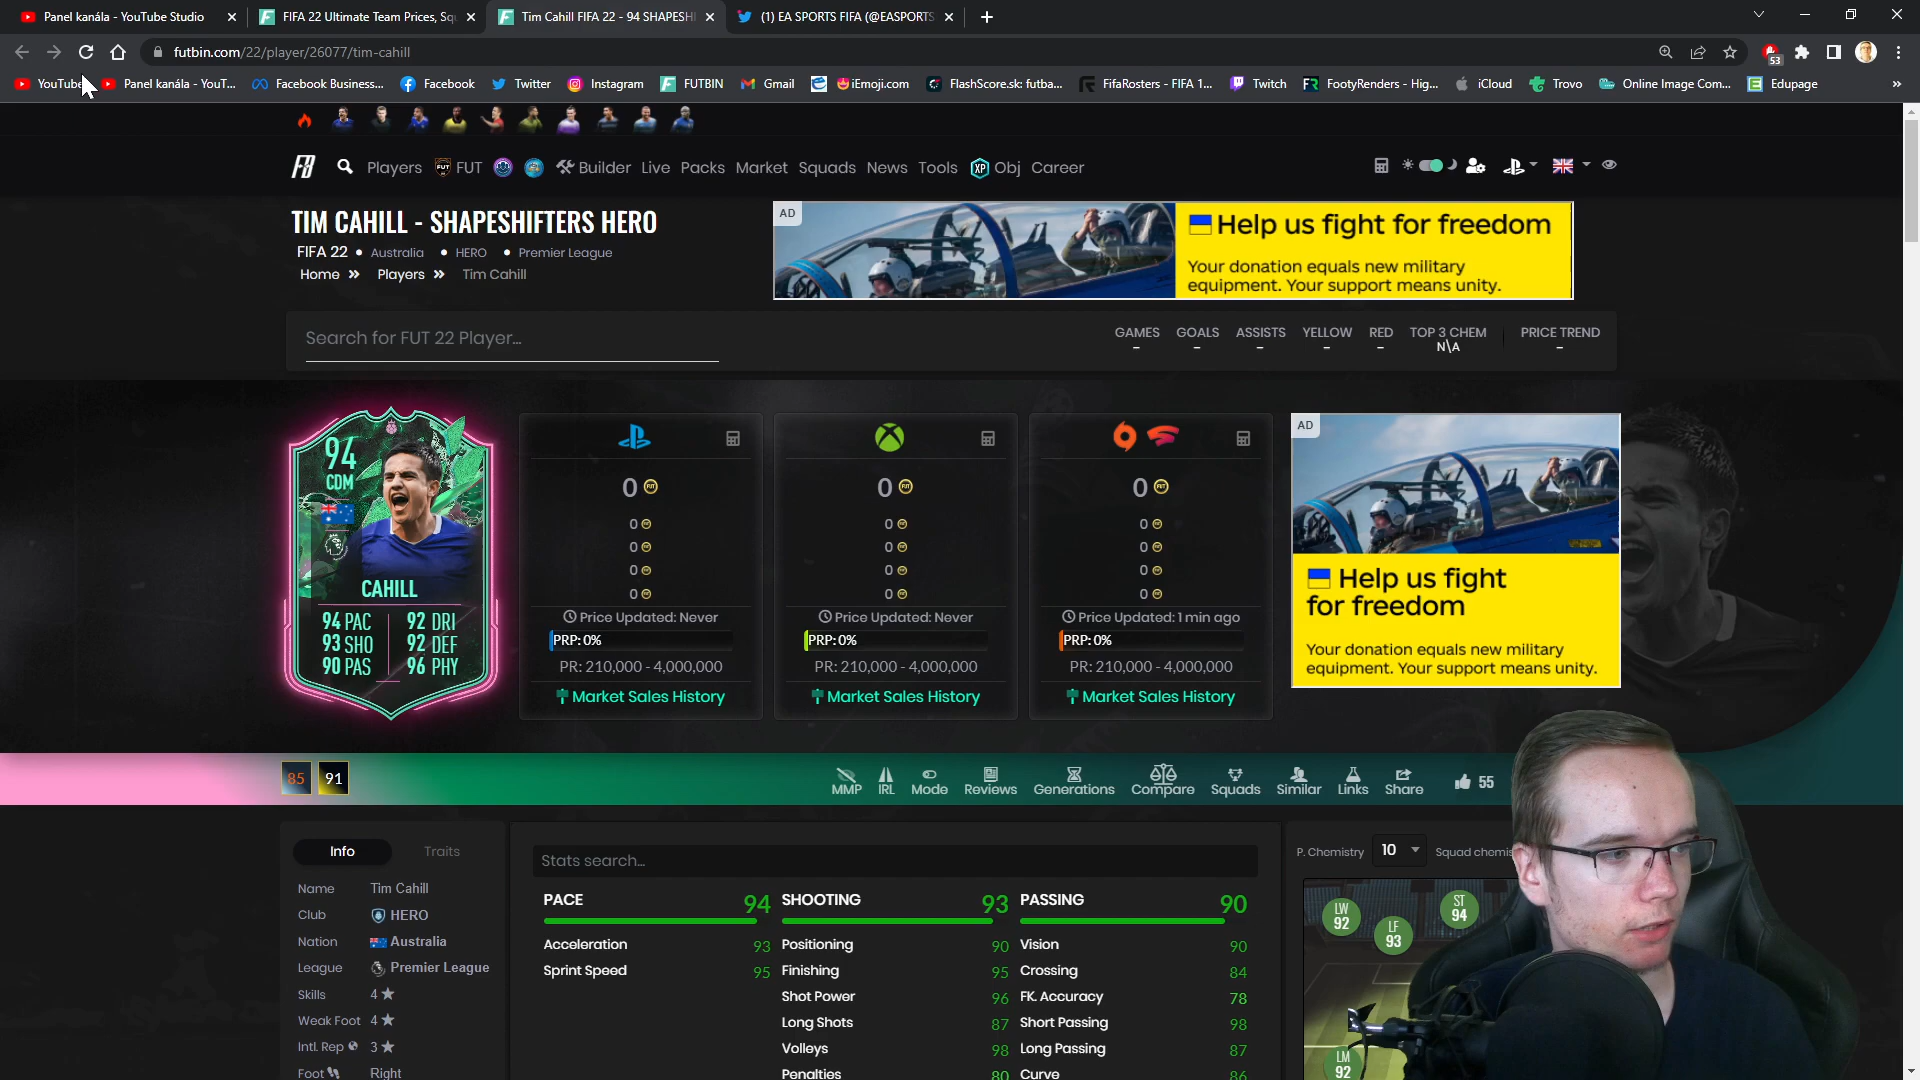 Panel kanála - YouTube Studio
FIFA 22 Ultimate Team Prices, Sq
Tim Cahill FIFA 22 - 94 SHAPESH
(1) EA SPORTS FIFA (@EASPORTS
futbin.com/22/player/26077/tim-cahill
53
YouTube
Panel kanála - YouT...
Facebook Business...
Facebook
Twitter
Instagram
FUTBIN
Gmail
iEmoji.com
FlashScore.sk: futba...
FifaRosters - FIFA 1...
Twitch
FootyRenders - Hig...
iCloud
Trovo
Online Image Com...
Edupage
Players
FUT
Builder
Live
Packs
Market
Squads
News
Tools
XP Obj
Career
TIM CAHILL - SHAPESHIFTERS HERO
FIFA 22 • Australia • HERO • Premier League
Home » Players » Tim Cahill
AD
Help us fight for freedom
Your donation equals new military
equipment. Your support means unity.
Search for FUT 22 Player...
GAMES
-
GOALS
-
ASSISTS
-
YELLOW
-
RED
-
TOP 3 CHEM
N\A
PRICE TREND
-
94
CDM
CAHILL
94 PAC 92 DRI
93 SHO 92 DEF
90 PAS 96 PHY
0
0
0
0
0
Price Updated: Never
PRP: 0%
PR: 210,000 - 4,000,000
Market Sales History
0
0
0
0
0
Price Updated: Never
PRP: 0%
PR: 210,000 - 4,000,000
Market Sales History
0
0
0
0
0
Price Updated: 1 min ago
PRP: 0%
PR: 210,000 - 4,000,000
Market Sales History
AD
Help us fight
for freedom
Your donation equals new military
equipment. Your support means unity.
85 91
MMP
IRL
Mode
Reviews
Generations
Compare
Squads
Similar
Links
Share
55
Info
Traits
Name Tim Cahill
Club HERO
Nation Australia
League Premier League
Skills 4
Weak Foot 4
Intl. Rep 3
Foot Right
Stats search...
PACE 94
Acceleration 93
Sprint Speed 95
SHOOTING 93
Positioning 90
Finishing 95
Shot Power 96
Long Shots 87
Volleys 98
Penalties 80
PASSING 90
Vision 90
Crossing 84
FK. Accuracy 78
Short Passing 98
Long Passing 87
Curve 86
P. Chemistry 10
LW
92
LF
93
ST
94
LM
92